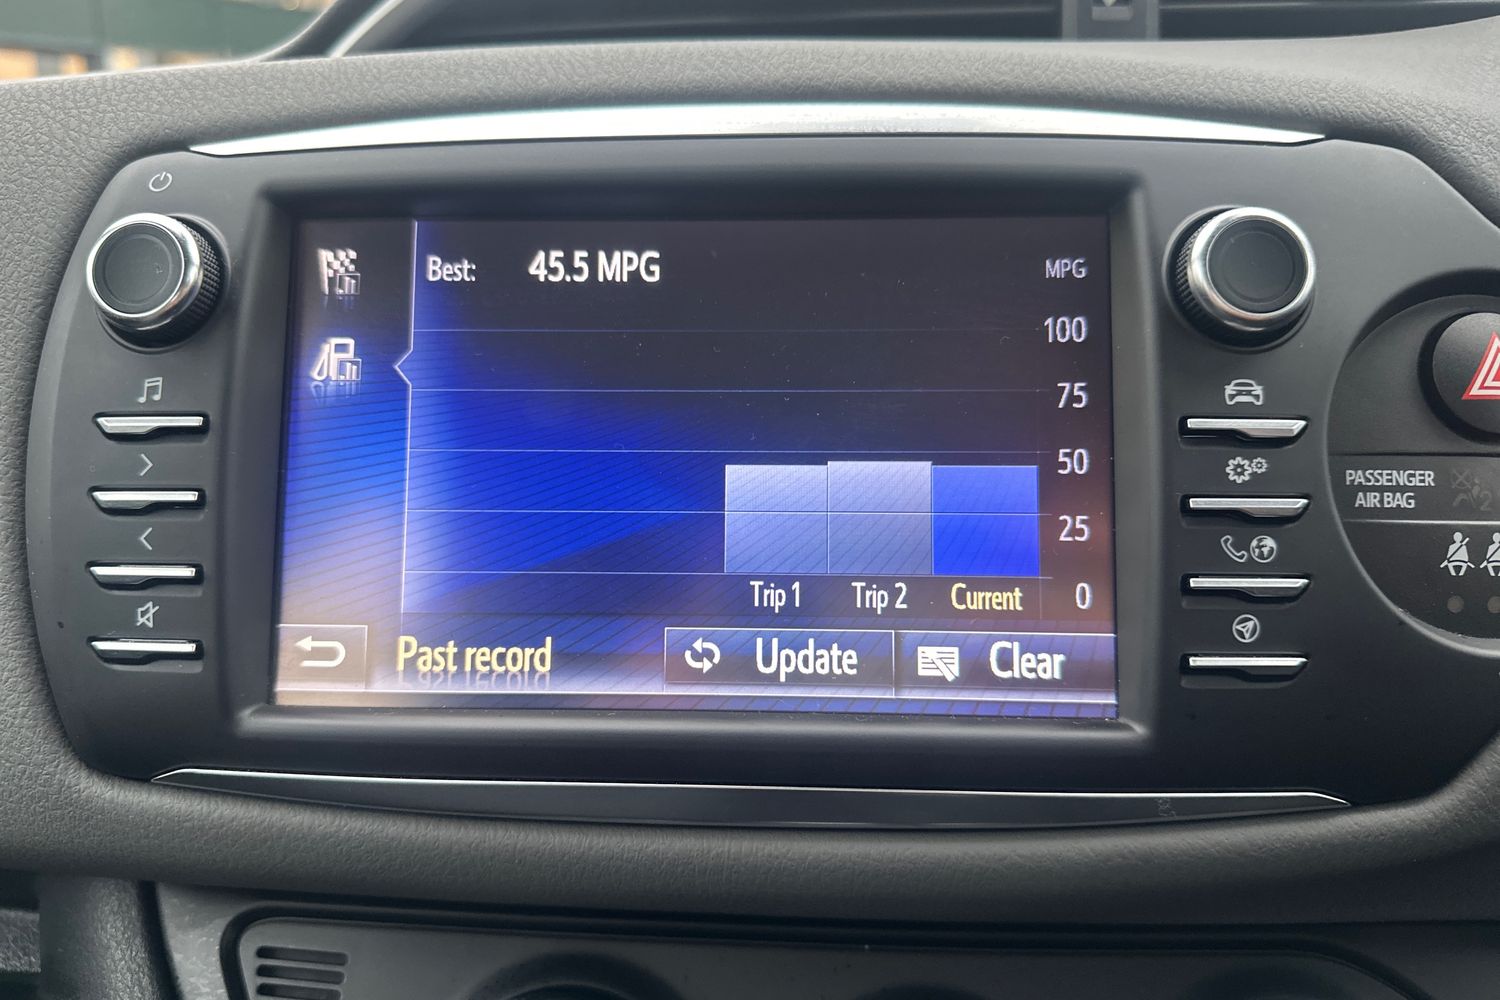 Best: 45.5 MPG
MPG
100
75
50
25
0
Trip 1 Trip 2 Current
Past record Update Clear
PASSENGER
AIR BAG
2